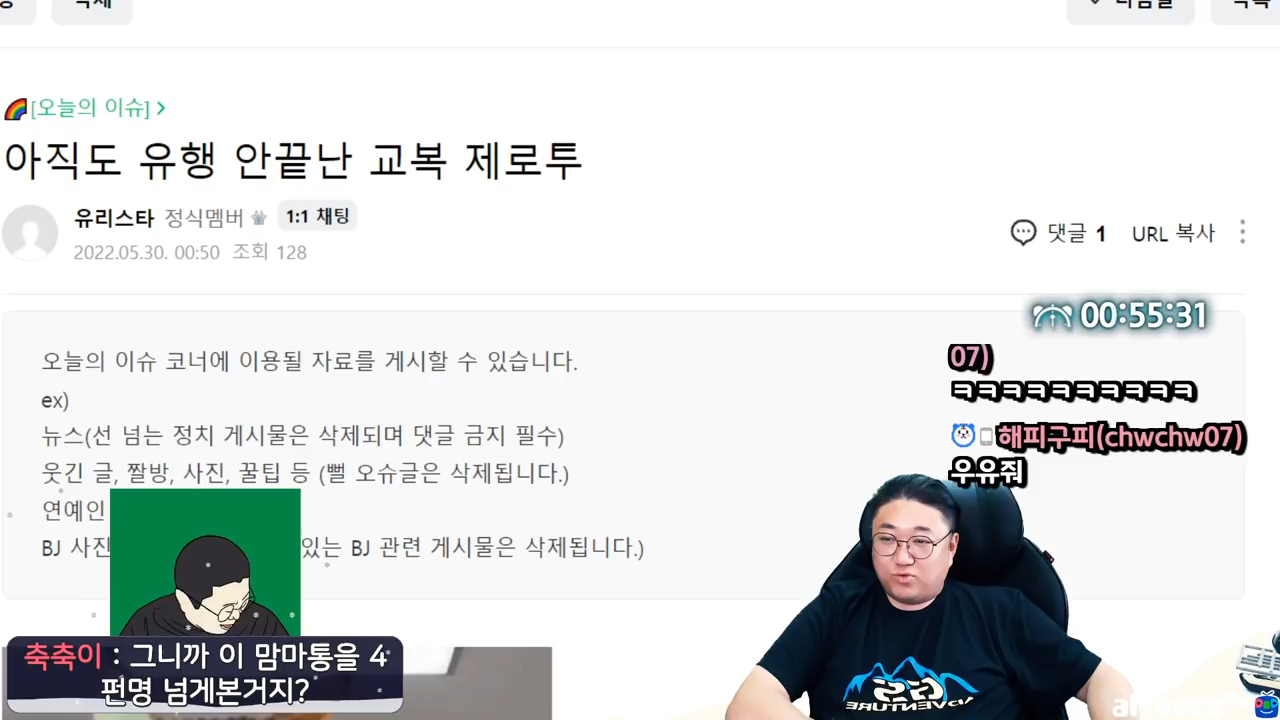 [오늘의 이슈] >
아직도 유행 안끝난 교복 제로투
유리스타 정식멤버 1:1 채팅
2022.05.30. 00:50 조회 128
댓글 1 URL 복사
오늘의 이슈 코너에 이용될 자료를 게시할 수 있습니다.
ex)
뉴스(선 넘는 정치 게시물은 삭제되며 댓글 금지 필수)
웃긴 글, 짤방, 사진, 꿀팁 등 (뻘 오슈글은 삭제됩니다.)
연예인
BJ 사진
있는 BJ 관련 게시물은 삭제됩니다.)
00:55:31
07)
ㅋㅋㅋㅋㅋㅋㅋㅋㅋㅋ
해피구피(chwchw07)
우유줘
축축이 : 그니까 이 맘마통을 4
펀명 넘게본거지?
ADVENTURE